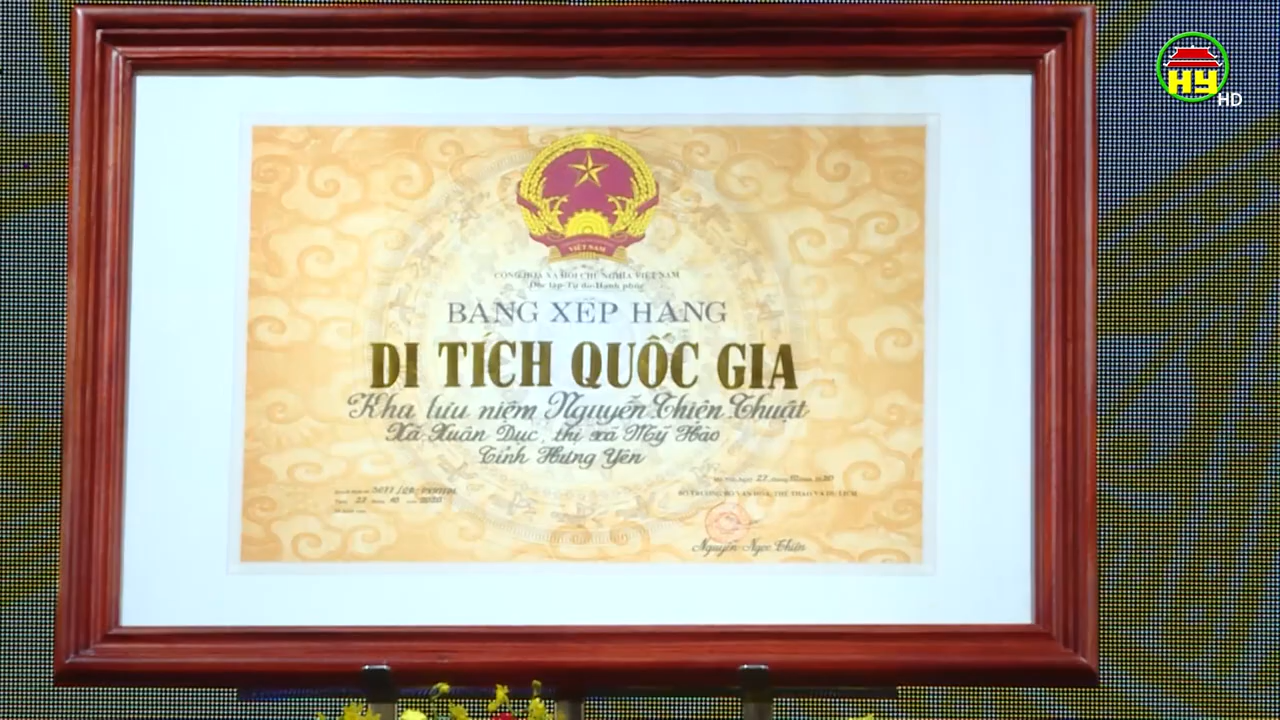 HY
HD
VIỆT NAM
CỘNG HÒA XÃ HỘI CHỦ NGHĨA VIỆT NAM
Độc lập Tự do Hạnh phúc
BẰNG XẾP HẠNG
DI TÍCH QUỐC GIA
Khu lưu niệm Nguyễn Thiện Thuật
Xã Xuân Dục, thị xã Mỹ Hào
Tỉnh Hưng Yên
BỘ TRƯỞNG BỘ VĂN HÓA, THỂ THAO VÀ DU LỊCH
Nguyễn Ngọc Thiện